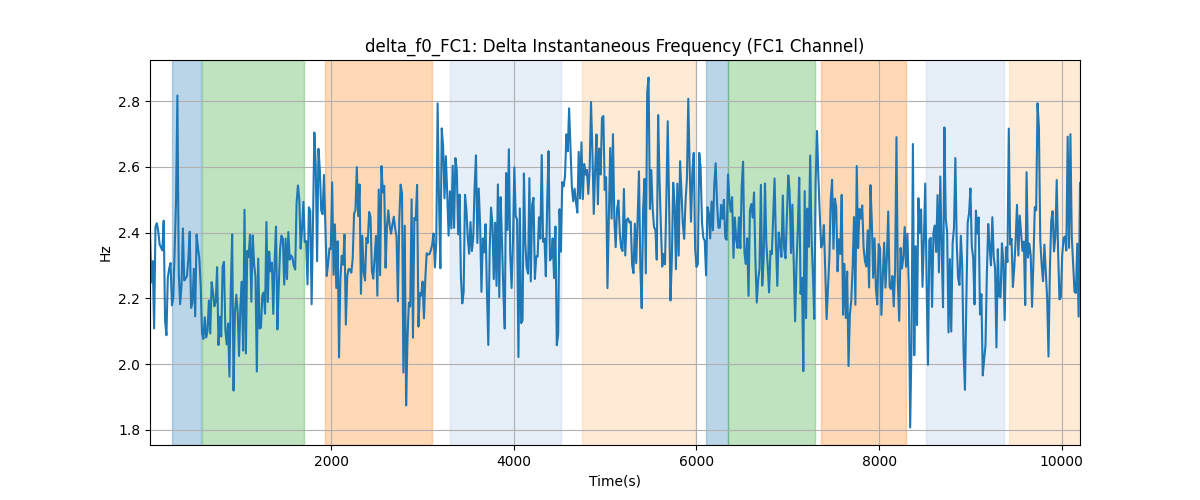 delta_f0_FC1: Delta Instantaneous Frequency (FC1 Channel)
Hz
2.8
2.6
2.4
2.2
2.0
1.8
2000 4000 6000 8000 10000
Time(s)